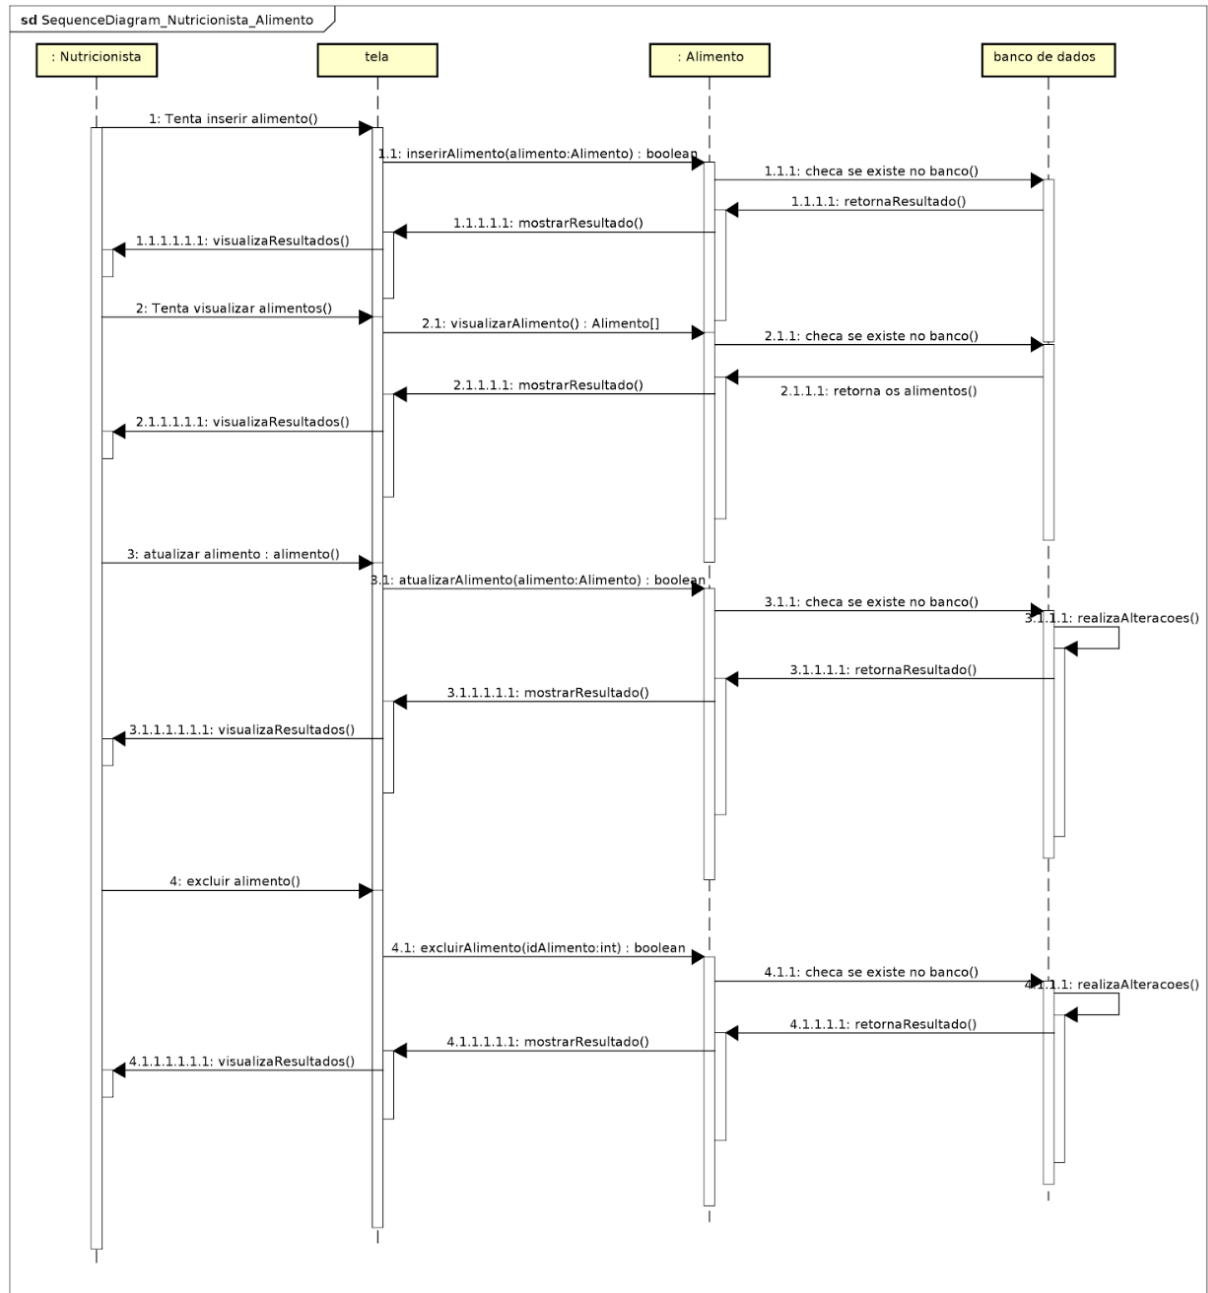 sd SequenceDiagram_Nutricionista_Alimento
: Nutricionista
tela
: Alimento
banco de dados
1: Tenta inserir alimento()
1.1: inserirAlimento(alimento:Alimento) : boolean
1.1.1: checa se existe no banco()
1.1.1.1: retornaResultado()
1.1.1.1.1: mostrarResultado()
1.1.1.1.1.1: visualizaResultados()
2: Tenta visualizar alimentos()
2.1: visualizarAlimento() : Alimento[]
2.1.1: checa se existe no banco()
2.1.1.1: retorna os alimentos()
2.1.1.1.1: mostrarResultado()
2.1.1.1.1.1: visualizaResultados()
3: atualizar alimento : alimento()
3.1: atualizarAlimento(alimento:Alimento) : boolean
3.1.1: checa se existe no banco()
3.1.1.1: realizaAlteracoes()
3.1.1.1.1: retornaResultado()
3.1.1.1.1.1: mostrarResultado()
3.1.1.1.1.1.1: visualizaResultados()
4: excluir alimento()
4.1: excluirAlimento(idAlimento:int) : boolean
4.1.1: checa se existe no banco()
4.1.1.1: realizaAlteracoes()
4.1.1.1.1: retornaResultado()
4.1.1.1.1.1: mostrarResultado()
4.1.1.1.1.1.1: visualizaResultados()